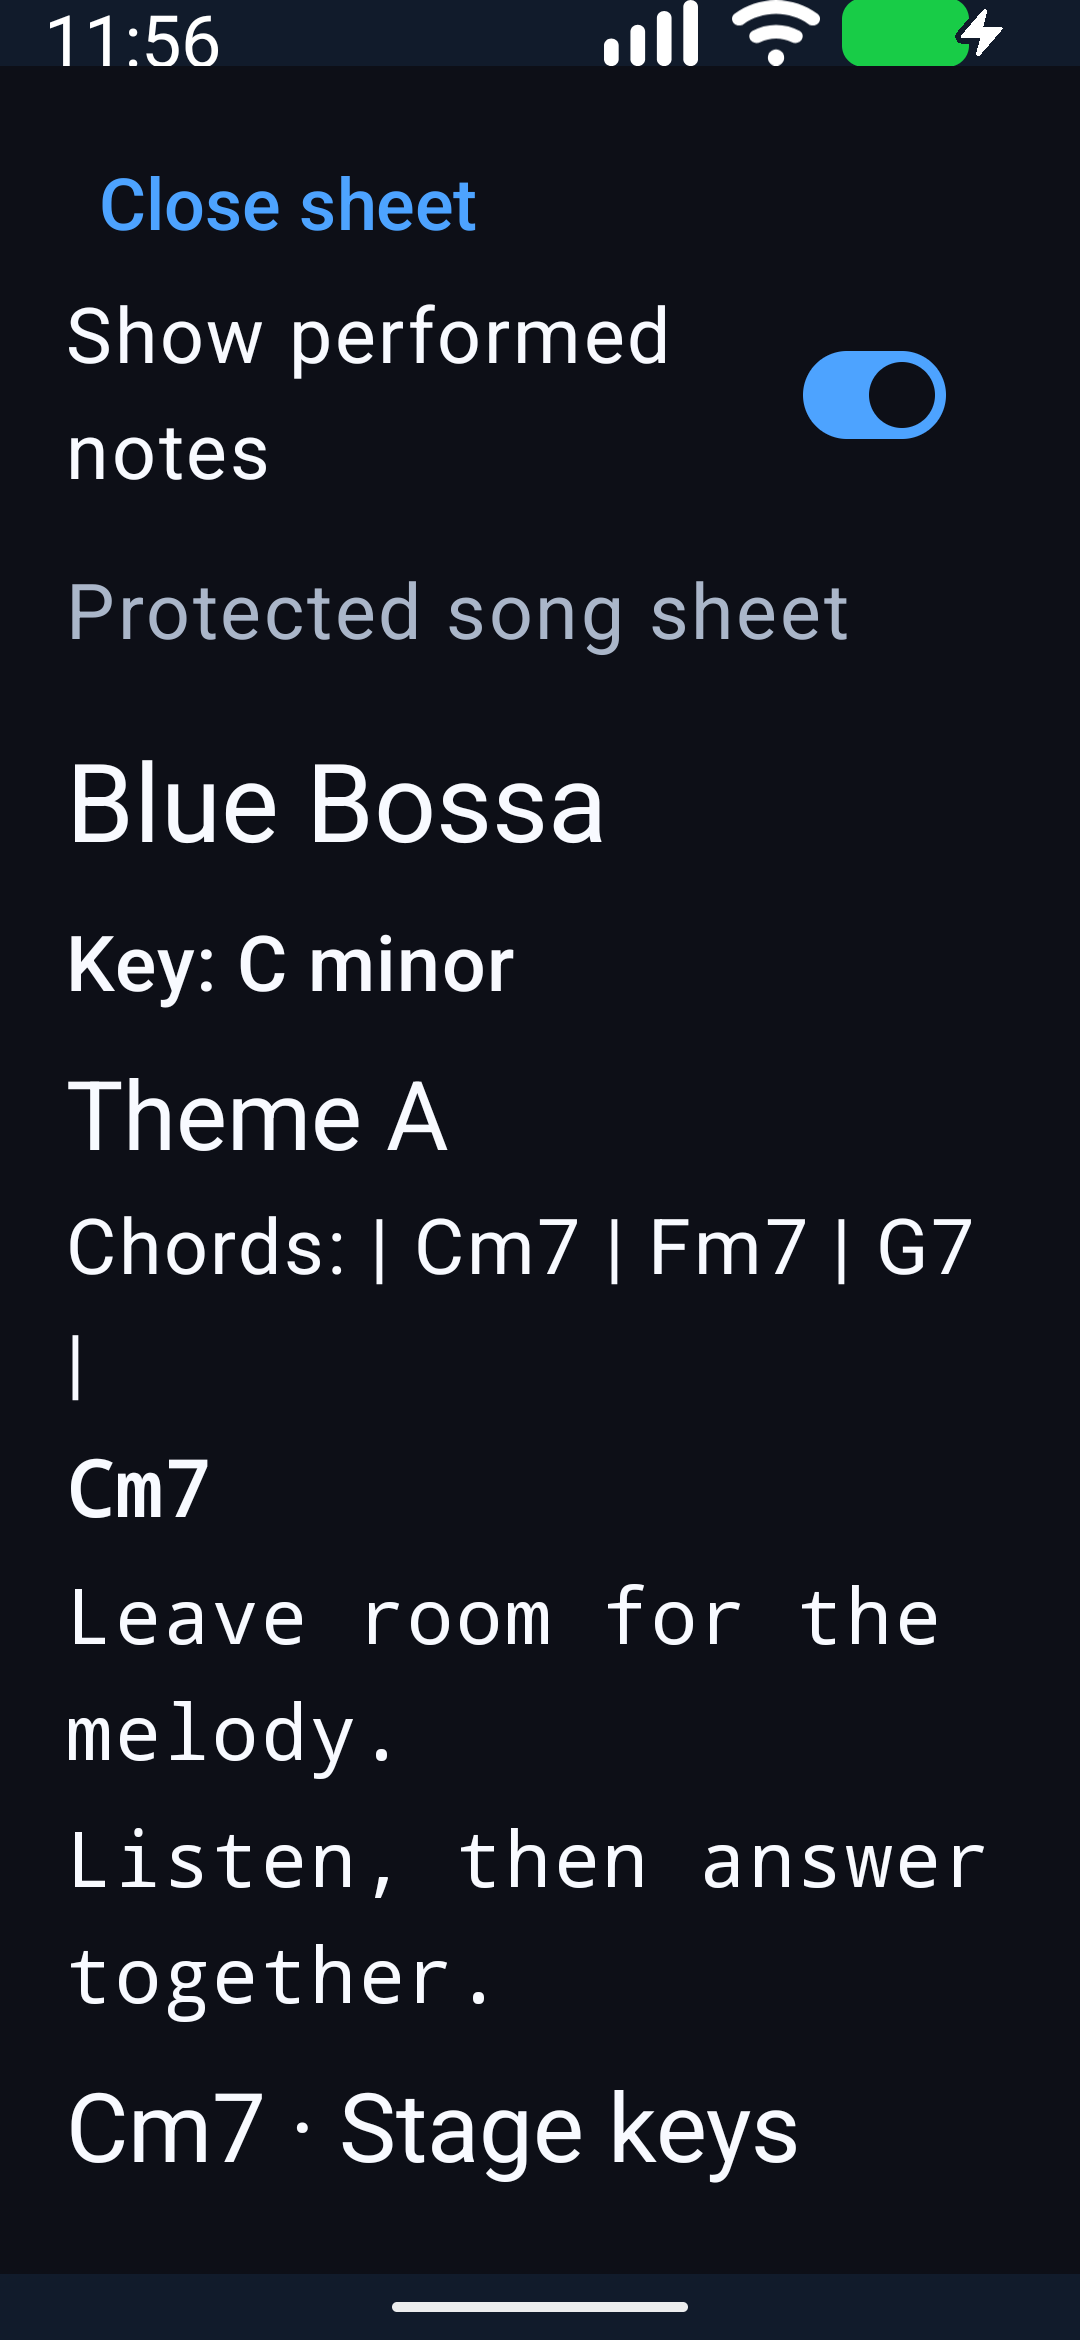 11:56
Close sheet
Show performed
notes
Protected song sheet
Blue Bossa
Key: C minor
Theme A
Chords: | Cm7 | Fm7 | G7
|
Cm7
Leave room for the
melody.
Listen, then answer
together.
Cm7 · Stage keys